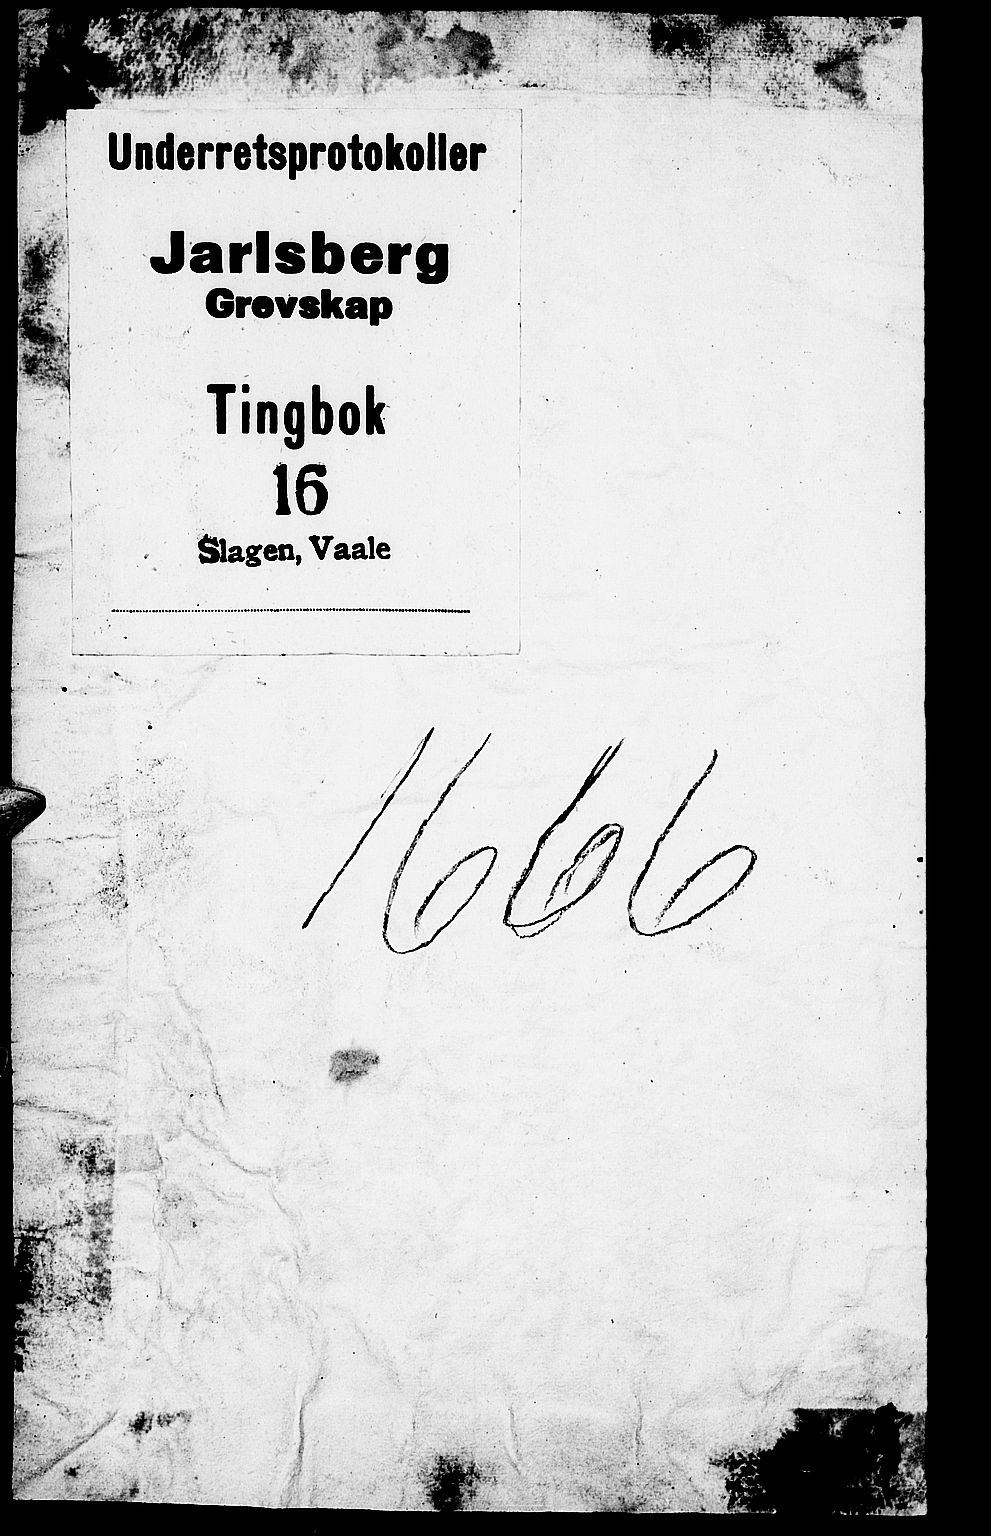 Underretsprotokoller
Jarlsberg
Grevskap
Tingbok
16
Slagen, Vaale
1666